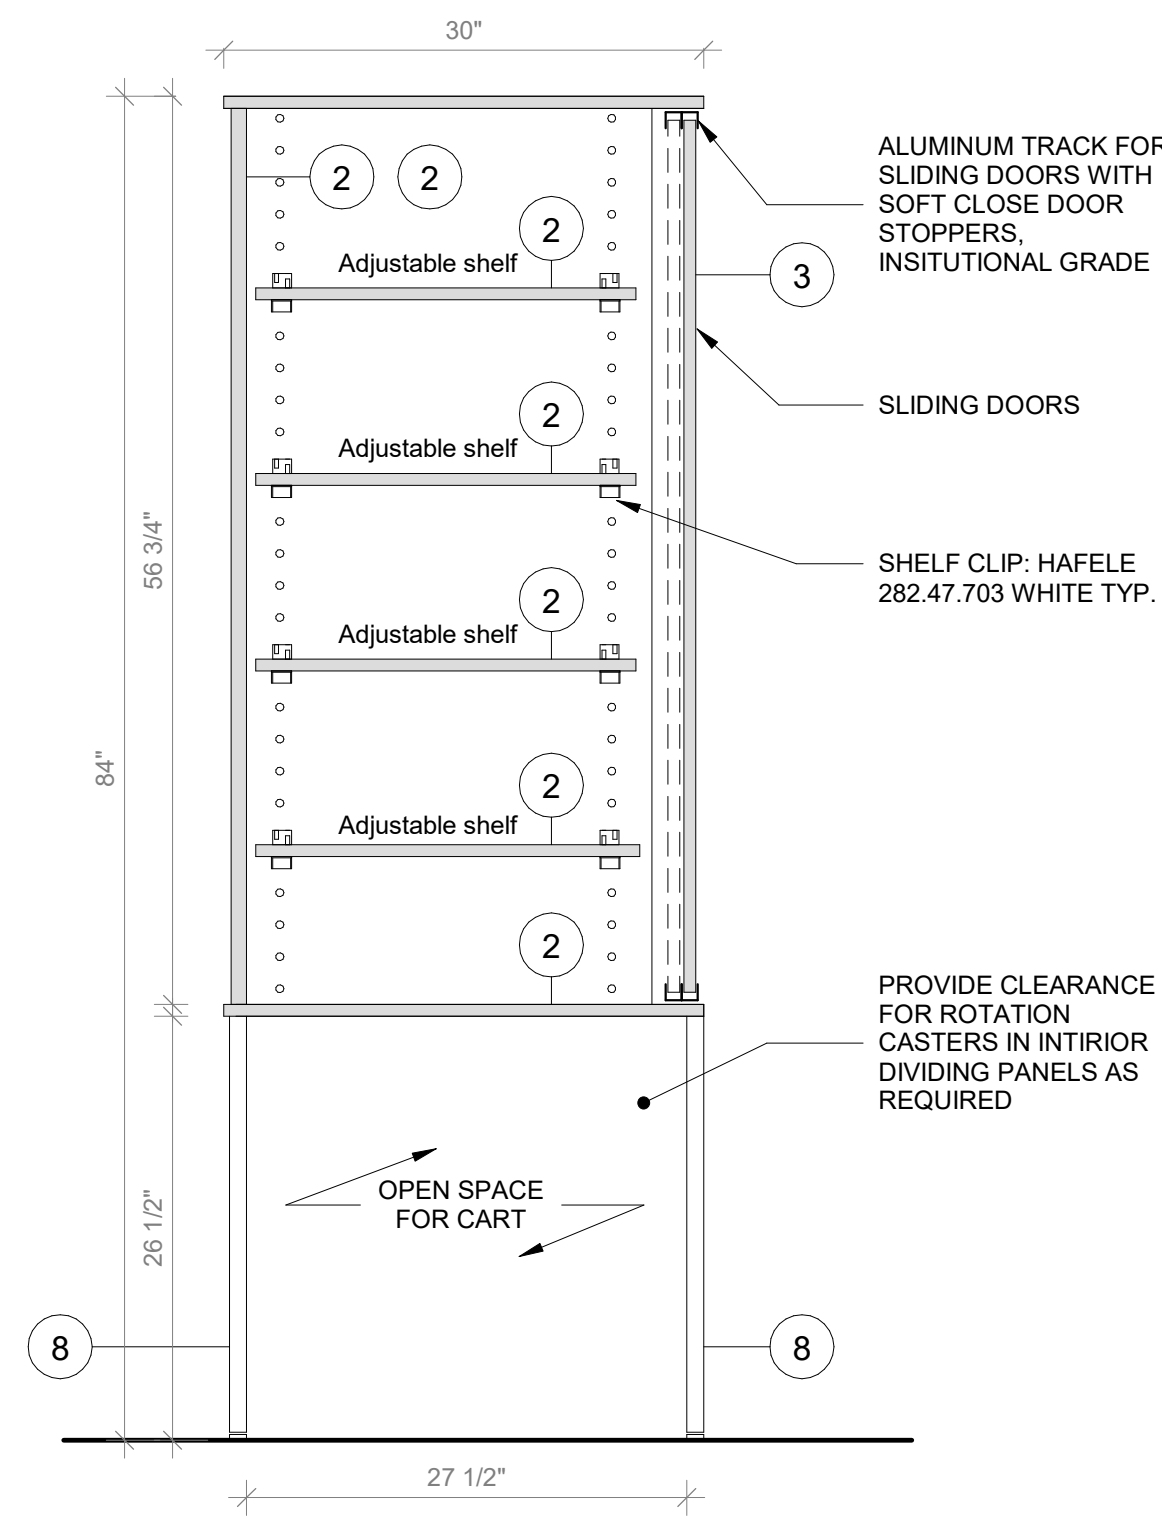 30"
ALUMINUM TRACK FOR
SLIDING DOORS WITH
SOFT CLOSE DOOR
STOPPERS,
INSITUTIONAL GRADE
2
2
2
Adjustable shelf
3
SLIDING DOORS
2
Adjustable shelf
56 3/4"
SHELF CLIP: HAFELE
282.47.703 WHITE TYP.
2
Adjustable shelf
84"
2
Adjustable shelf
2
PROVIDE CLEARANCE
FOR ROTATION
CASTERS IN INTIRIOR
DIVIDING PANELS AS
REQUIRED
OPEN SPACE
FOR CART
26 1/2"
8
8
27 1/2"